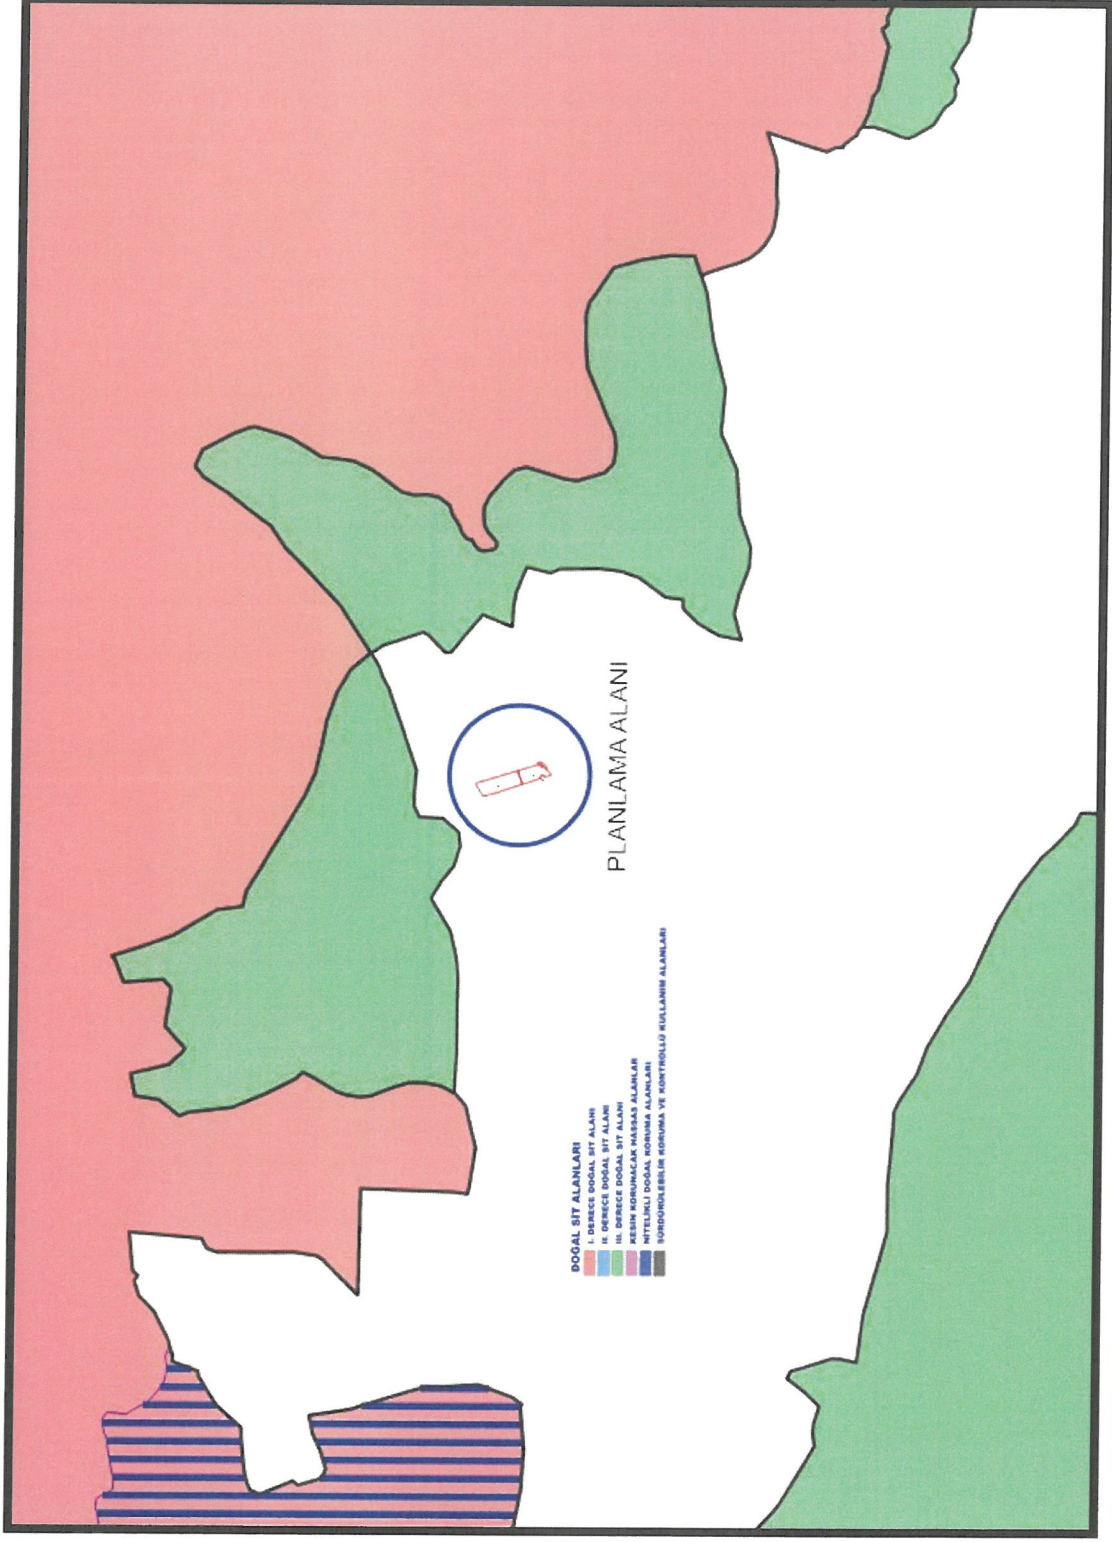 PLANLAMA ALANI
DOĞAL SİT ALANLARI
I. DERECE DOĞAL SİT ALANI
II. DERECE DOĞAL SİT ALANI
III. DERECE DOĞAL SİT ALANI
KESİN KORUNACAK HASSAS ALANLAR
NİTELİKLİ DOĞAL KORUMA ALANLARI
SÜRDÜRÜLEBİLİR KORUMA VE KONTROLLÜ KULLANIM ALANLARI